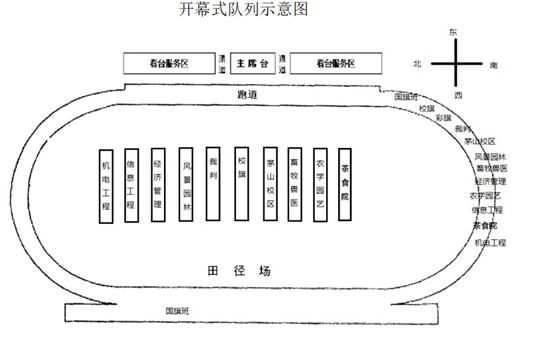 开幕式队列示意图
东
北
南
西
看台服务区
通道
主席台
通道
看台服务区
跑道
国旗班
校旗
彩旗
裁判
茅山校区
风景园林
畜牧兽医
经济管理
农学园艺
信息工程
茶食院
机电工程
机电工程
信息工程
经济管理
风景园林
裁判
校旗
茅山校区
畜牧兽医
农学园艺
茶食院
田径场
国旗班